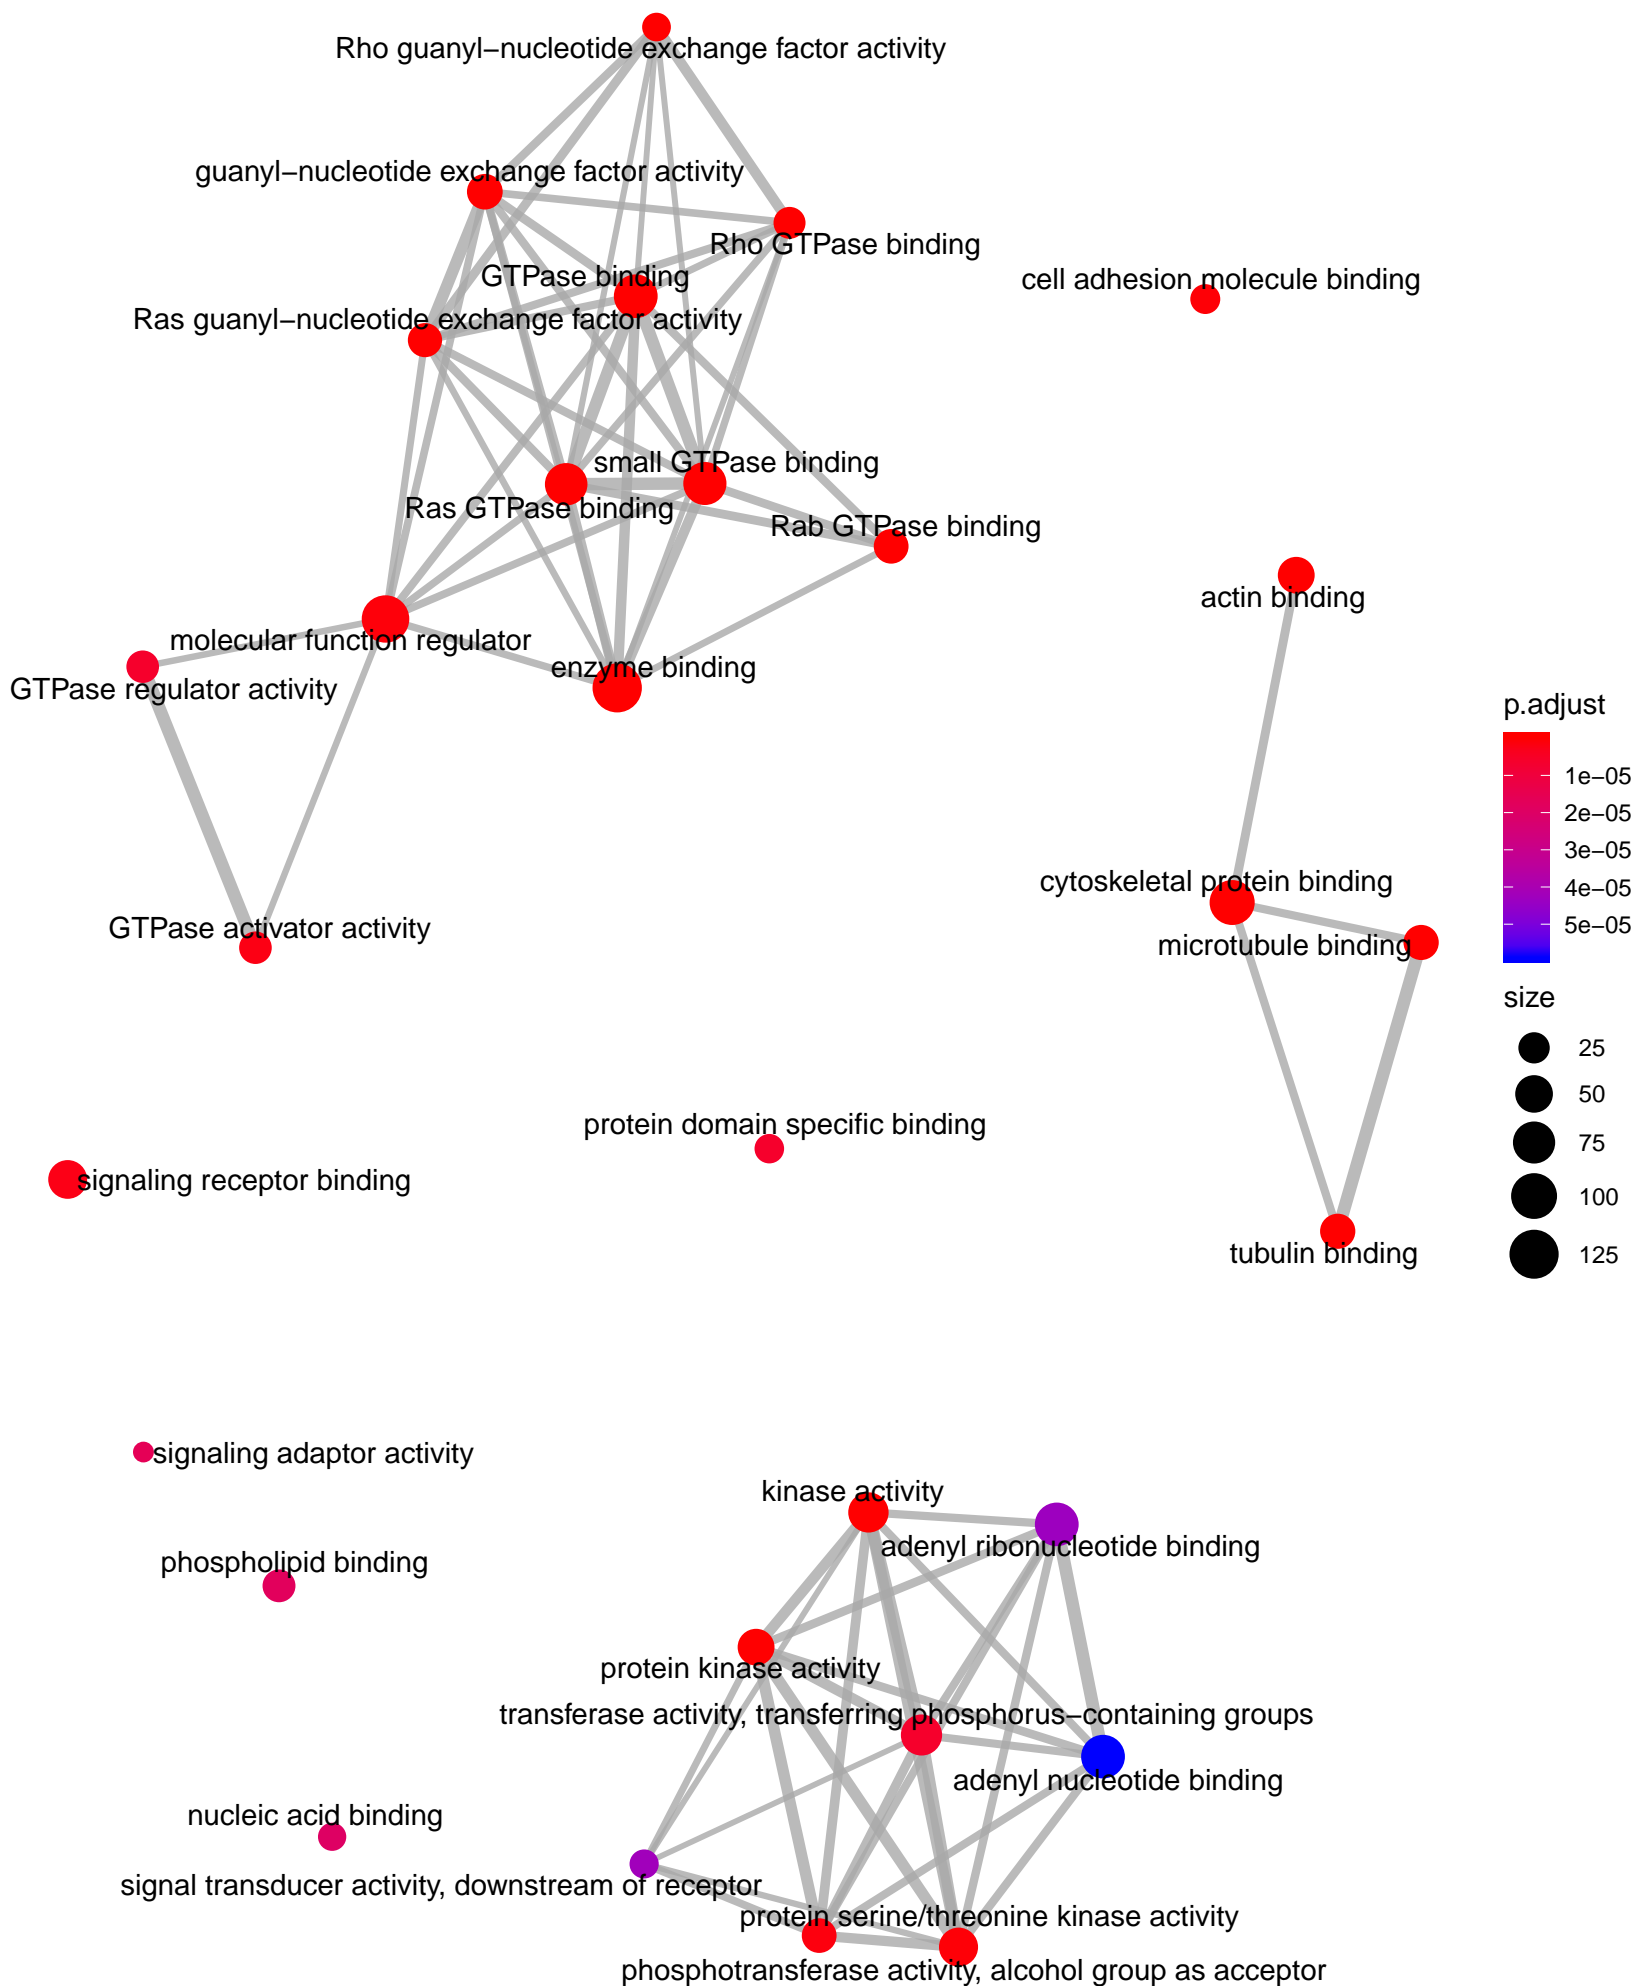 Rho guanyl−nucleotide exchange factor activity
guanyl−nucleotide exchange factor activity
Rho GTPase binding
GTPase binding
cell adhesion molecule binding
Ras guanyl−nucleotide exchange factor activity
small GTPase binding
Ras GTPase binding
Rab GTPase binding
actin binding
molecular function regulator
enzyme binding
GTPase regulator activity
p.adjust
1e−05
2e−05
3e−05
4e−05
5e−05
cytoskeletal protein binding
GTPase activator activity
microtubule binding
size
25
50
75
100
125
protein domain specific binding
signaling receptor binding
tubulin binding
signaling adaptor activity
kinase activity
adenyl ribonucleotide binding
phospholipid binding
protein kinase activity
transferase activity, transferring phosphorus−containing groups
adenyl nucleotide binding
nucleic acid binding
signal transducer activity, downstream of receptor
protein serine/threonine kinase activity
phosphotransferase activity, alcohol group as acceptor